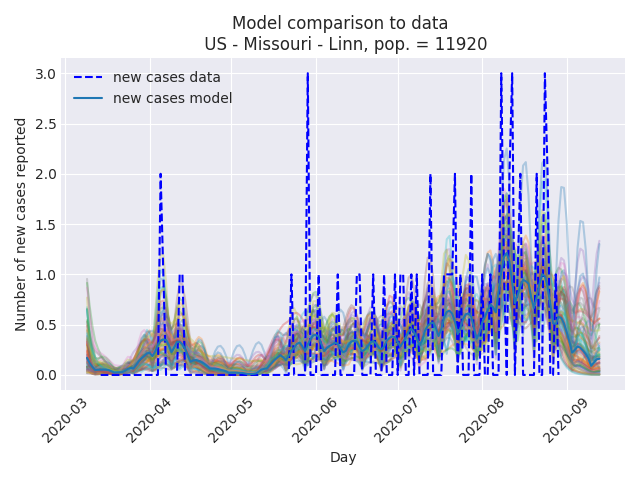 Model comparison to data
US - Missouri - Linn, pop. = 11920
new cases data
new cases model
Number of new cases reported
3.0
2.5
2.0
1.5
1.0
0.5
0.0
2020-03
2020-04
2020-05
2020-06
2020-07
2020-08
2020-09
Day